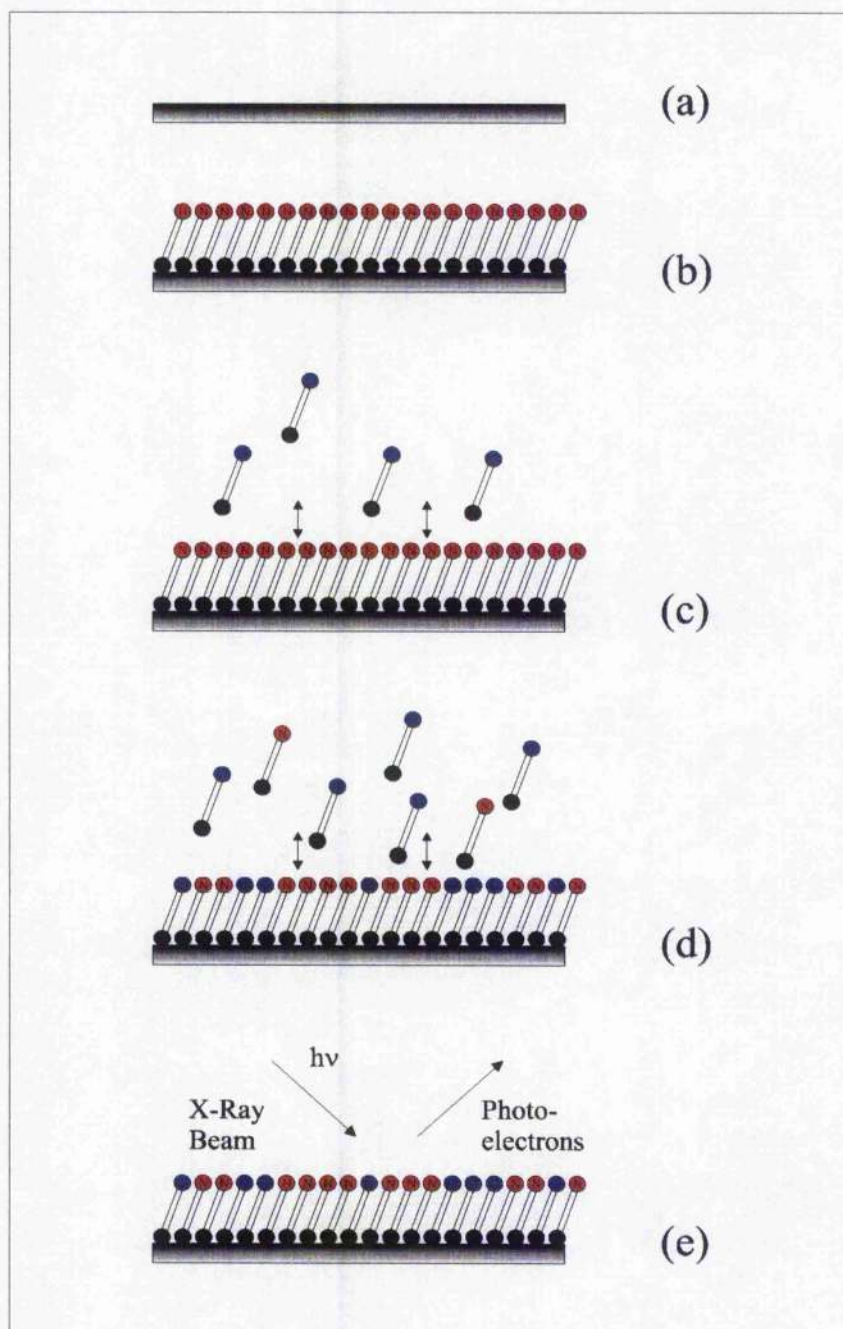 (a)
N N N N N N N N N N N N N N N N N N N N
(b)
N N N N N N N N N N N N N N N N N N N N
(c)
N
N
N N N N N N N N N N N N
(d)
hν
X-Ray Photo-
Beam electrons
N N N N N N N N N N N N
(e)